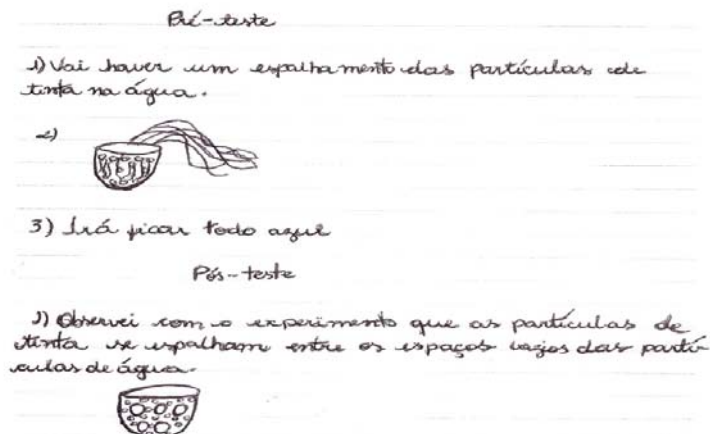 Pré-teste
1) Vai haver um espalhamento das partículas de
tinta na água.
2)
3) Irá ficar todo azul
Pós-teste
1) Observei com o experimento que as partículas de
tinta se espalham entre os espaços vazios das partí
culas de água.